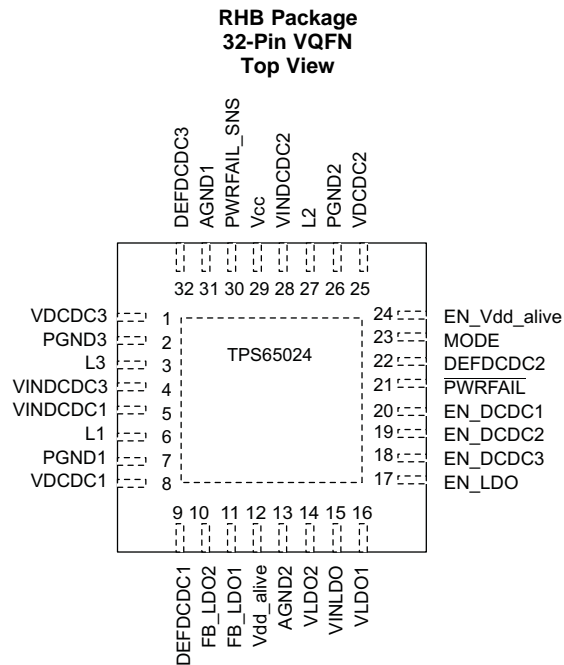 RHB Package
32-Pin VQFN
Top View
DEFDCDC3
AGND1
PWRFAIL_SNS
Vcc
VINDCDC2
L2
PGND2
VDCDC2
32 31 30 29 28 27 26 25
VDCDC3 1
PGND3 2
L3 3
VINDCDC3 4
VINDCDC1 5
L1 6
PGND1 7
VDCDC1 8
TPS65024
24 EN_Vdd_alive
23 MODE
22 DEFDCDC2
21 PWRFAIL
20 EN_DCDC1
19 EN_DCDC2
18 EN_DCDC3
17 EN_LDO
9 10 11 12 13 14 15 16
DEFDCDC1
FB_LDO2
FB_LDO1
Vdd_alive
AGND2
VLDO2
VINLDO
VLDO1